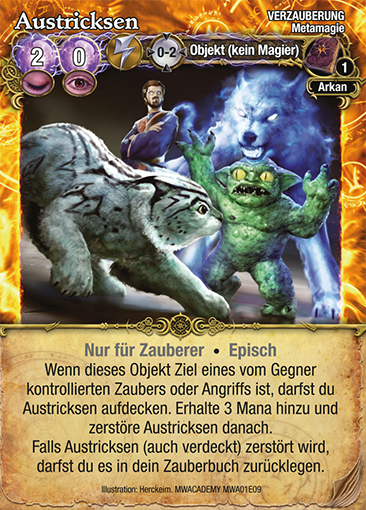 Austricksen
VERZAUBERUNG
Metamagie
2 0 0-2 Objekt (kein Magier) 1
Arkan
Nur für Zauberer • Episch
Wenn dieses Objekt Ziel eines vom Gegner
kontrollierten Zaubers oder Angriffs ist, darfst du
Austricksen aufdecken. Erhalte 3 Mana hinzu und
zerstöre Austricksen danach.
Falls Austricksen (auch verdeckt) zerstört wird,
darfst du es in dein Zauberbuch zurücklegen.
Illustration: Herckeim. MWACADEMY MWA01E09